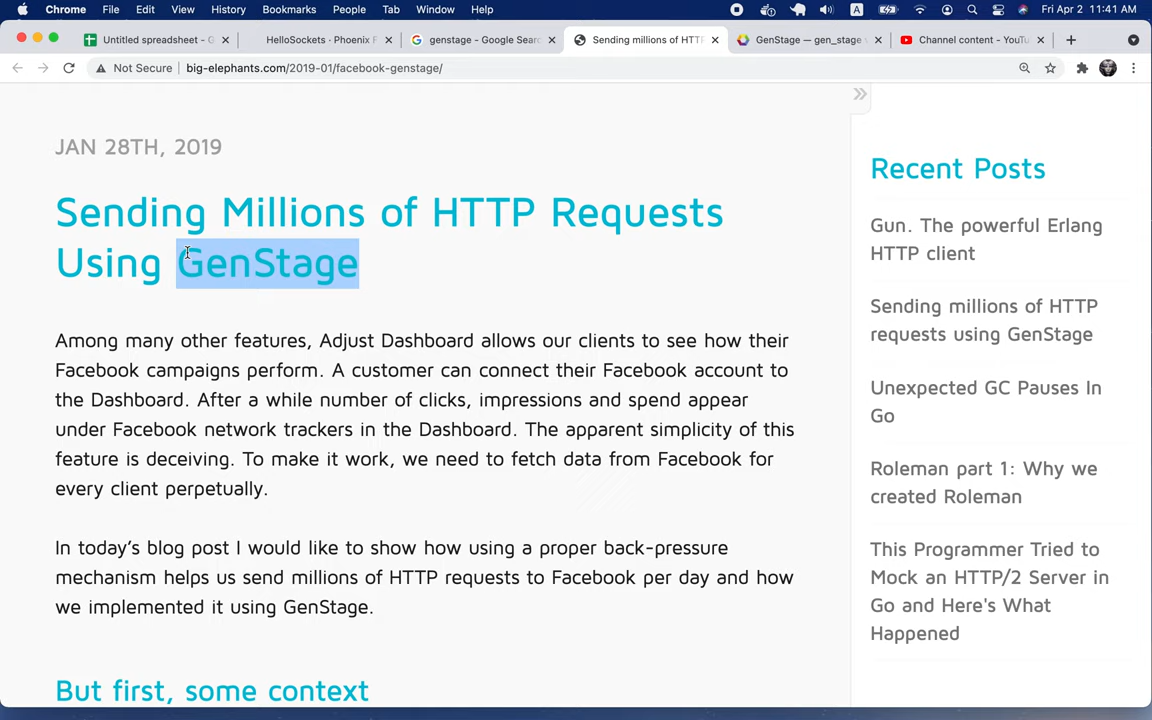 Chrome File Edit View History Bookmarks People Tab Window Help A Fri Apr 2 11:41 AM
Untitled spreadsheet - G
HelloSockets · Phoenix F
genstage - Google Searc
Sending millions of HTT
GenStage — gen_stage
Channel content - YouTu
Not Secure big-elephants.com/2019-01/facebook-genstage/
JAN 28TH, 2019
Sending Millions of HTTP Requests
Using GenStage
Among many other features, Adjust Dashboard allows our clients to see how their
Facebook campaigns perform. A customer can connect their Facebook account to
the Dashboard. After a while number of clicks, impressions and spend appear
under Facebook network trackers in the Dashboard. The apparent simplicity of this
feature is deceiving. To make it work, we need to fetch data from Facebook for
every client perpetually.
In today's blog post I would like to show how using a proper back-pressure
mechanism helps us send millions of HTTP requests to Facebook per day and how
we implemented it using GenStage.
But first, some context
»
Recent Posts
Gun. The powerful Erlang
HTTP client
Sending millions of HTTP
requests using GenStage
Unexpected GC Pauses In
Go
Roleman part 1: Why we
created Roleman
This Programmer Tried to
Mock an HTTP/2 Server in
Go and Here's What
Happened